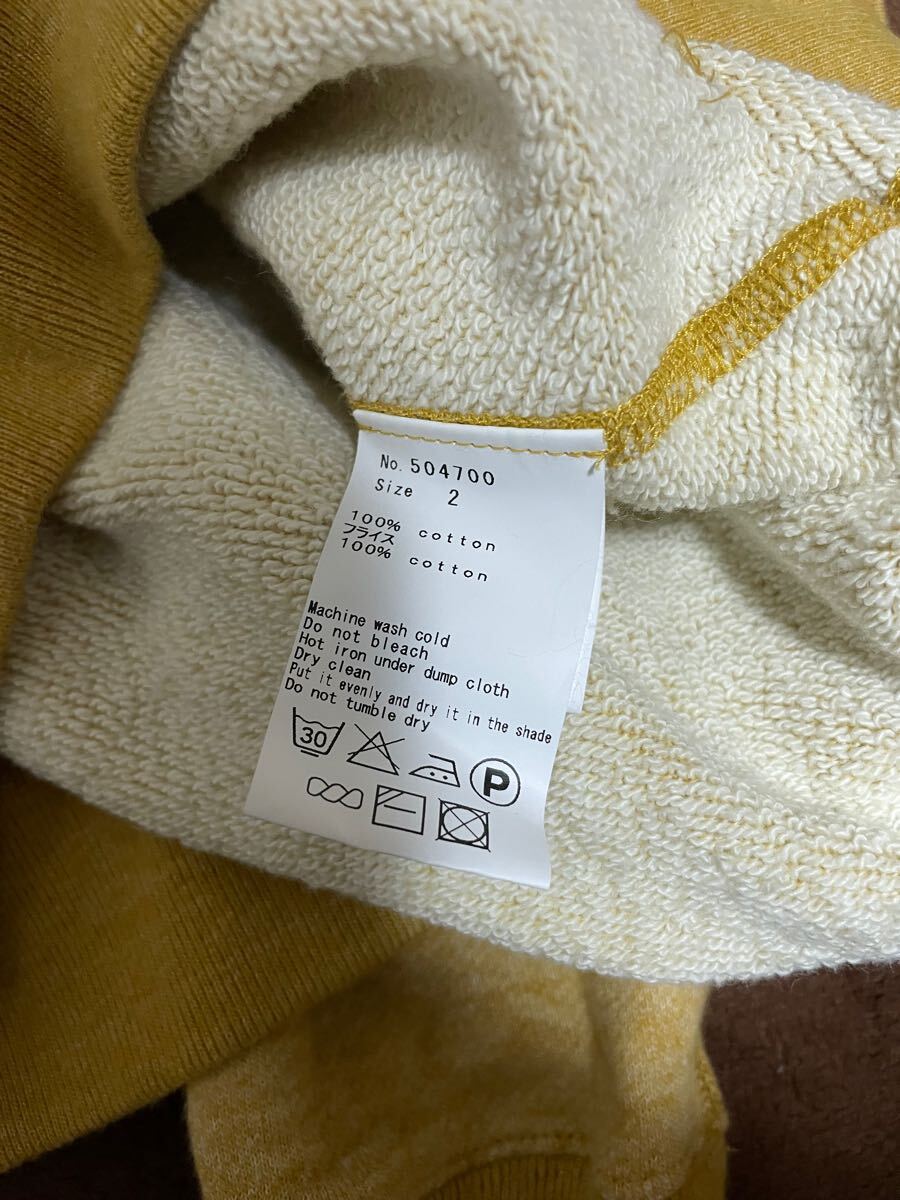 No. 504700
Size 2
100% cotton
フライス
100% cotton
Machine wash cold
Do not bleach
Hot iron under dump cloth
Dry clean
Put it evenly and dry it in the shade
Do not tumble dry
30
P